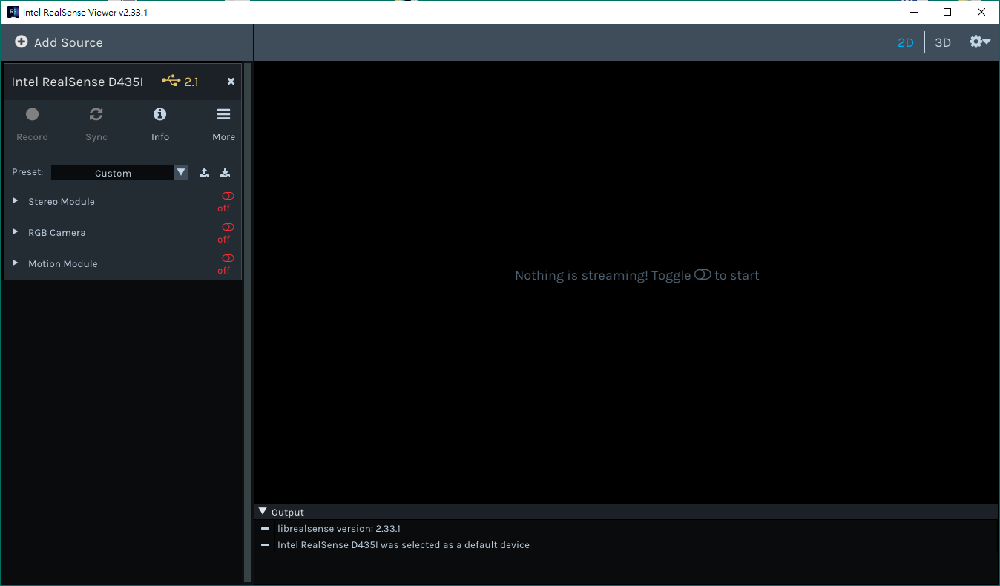 Intel RealSense Viewer v2.33.1
Add Source
2D
3D
Intel RealSense D435I
2.1
Record
Sync
Info
More
Preset:
Custom
Stereo Module
off
RGB Camera
off
Motion Module
off
Nothing is streaming! Toggle to start
Output
librealsense version: 2.33.1
Intel RealSense D435I was selected as a default device